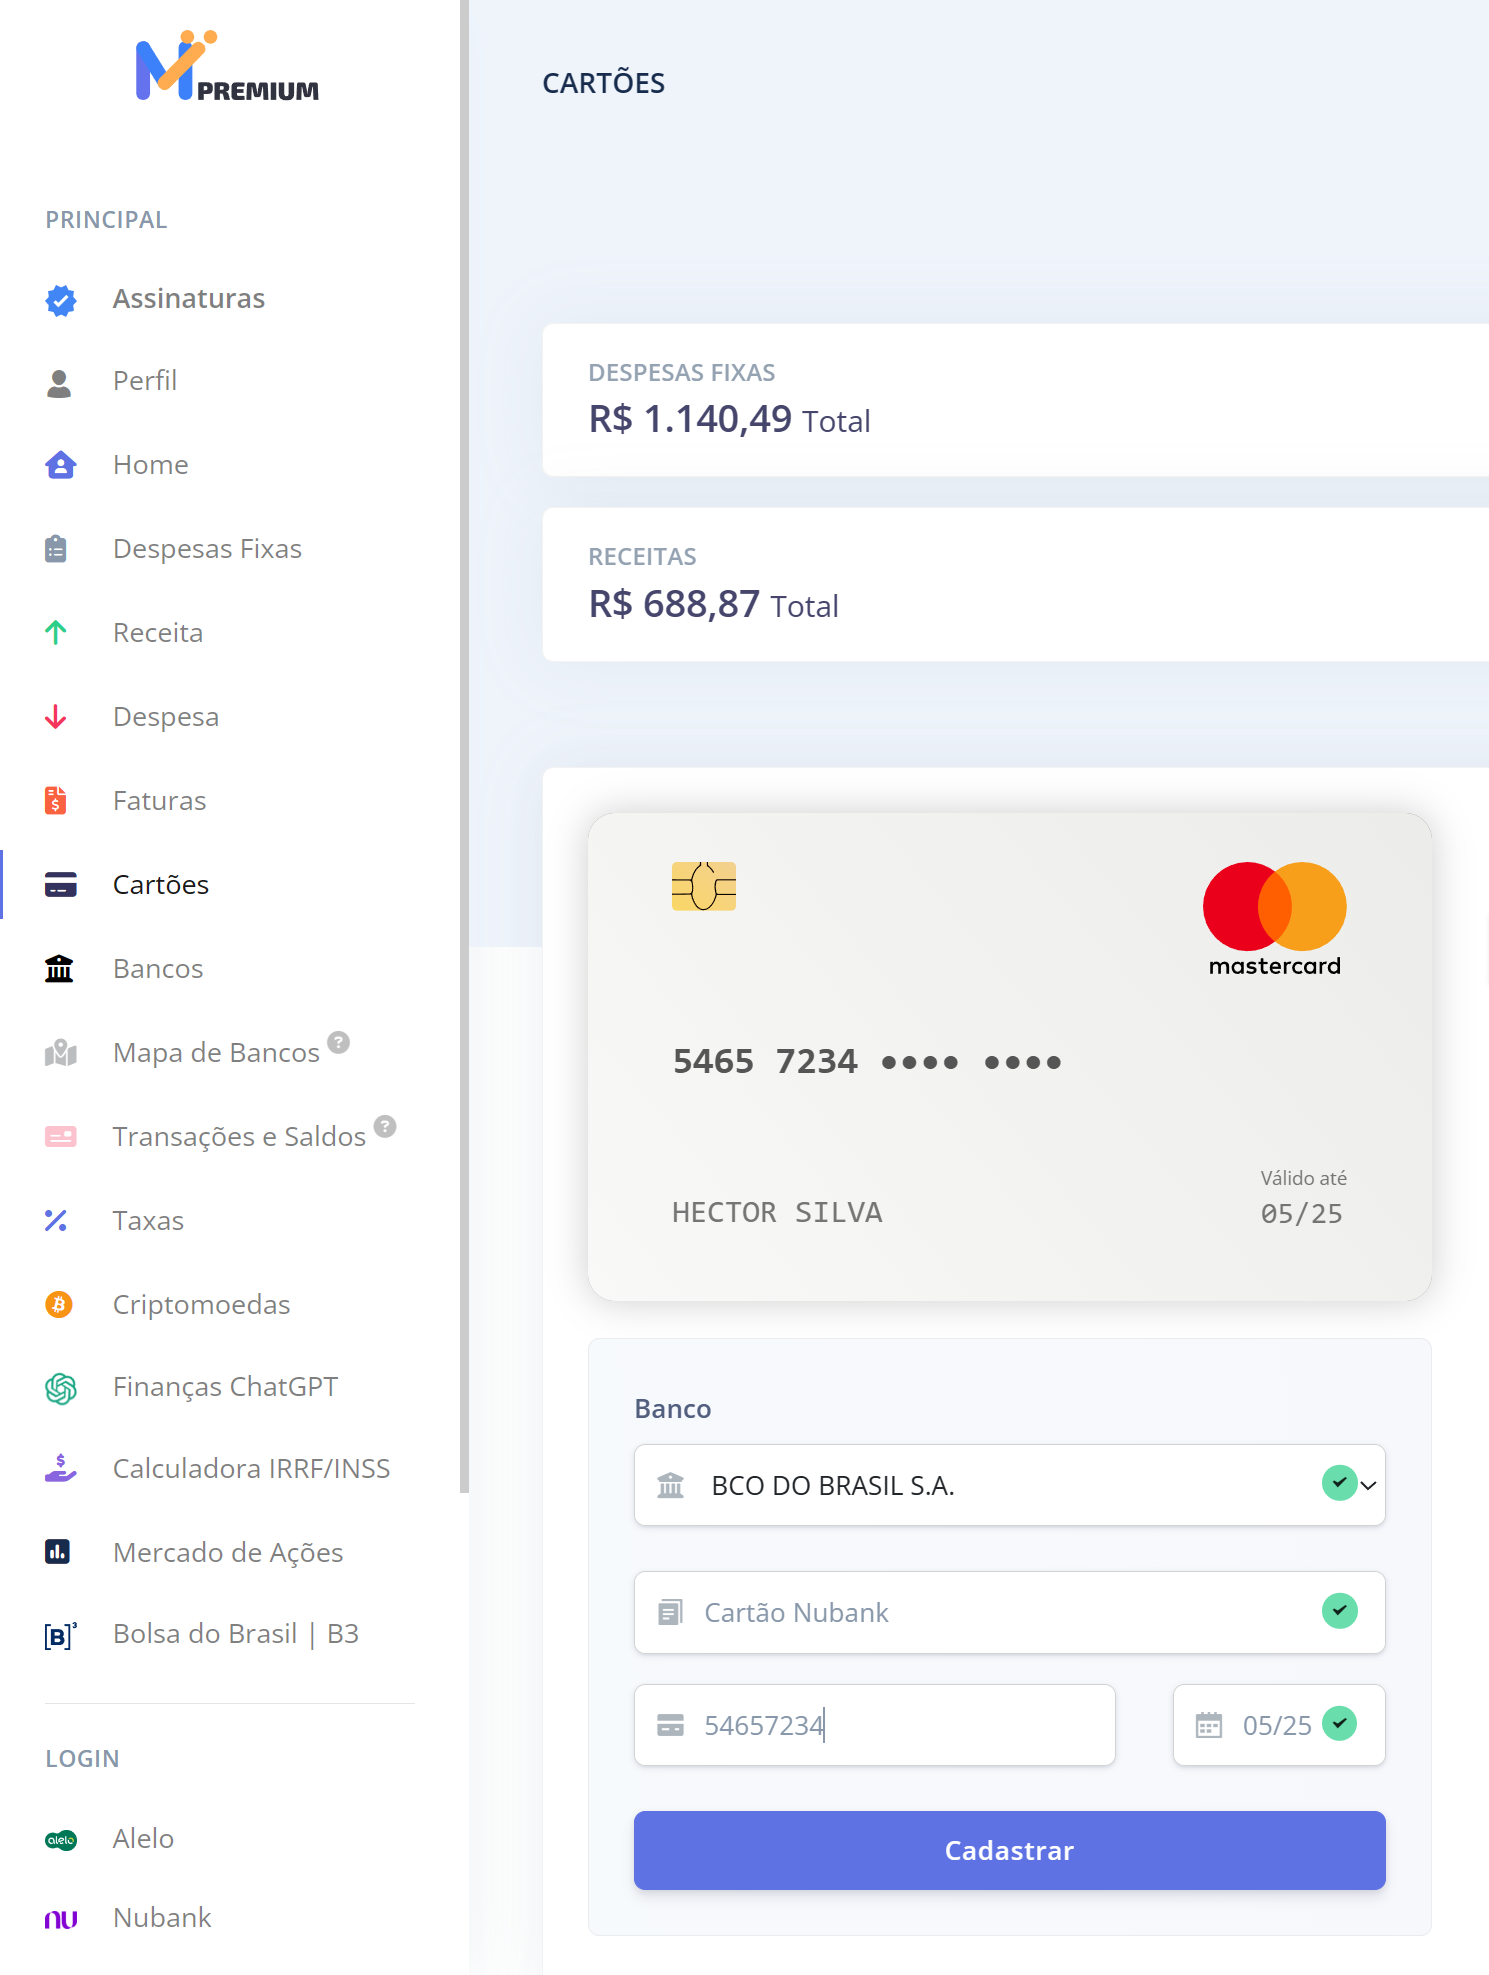 PREMIUM
PRINCIPAL
Assinaturas
Perfil
Home
Despesas Fixas
Receita
Despesa
Faturas
Cartões
Bancos
Mapa de Bancos ?
Transações e Saldos ?
Taxas
Criptomoedas
Finanças ChatGPT
Calculadora IRRF/INSS
Mercado de Ações
[B]³ Bolsa do Brasil | B3
LOGIN
alelo Alelo
nu Nubank
CARTÕES
DESPESAS FIXAS
R$ 1.140,49 Total
RECEITAS
R$ 688,87 Total
mastercard
5465 7234 •••• ••••
Válido até
HECTOR SILVA 05/25
Banco
BCO DO BRASIL S.A.
Cartão Nubank
54657234 05/25
Cadastrar